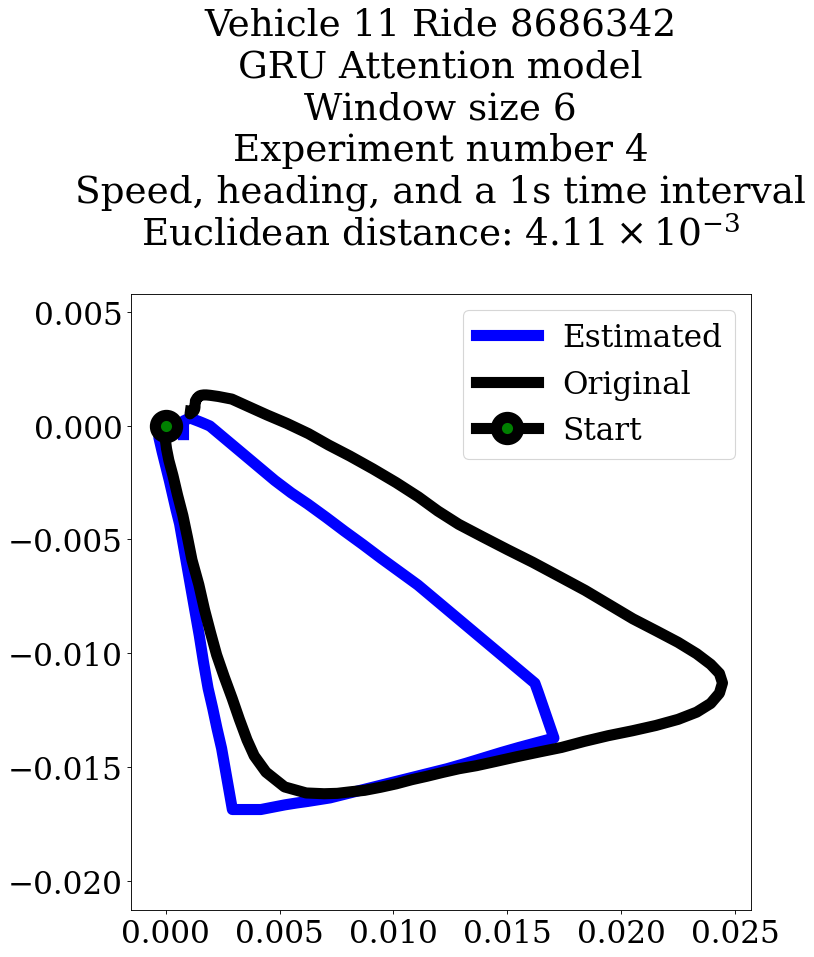 Vehicle 11 Ride 8686342
GRU Attention model
Window size 6
Experiment number 4
Speed, heading, and a 1s time interval
Euclidean distance: 4.11 × 10⁻³
0.005
Estimated
Original
Start
0.000
−0.005
−0.010
−0.015
−0.020
0.000 0.005 0.010 0.015 0.020 0.025